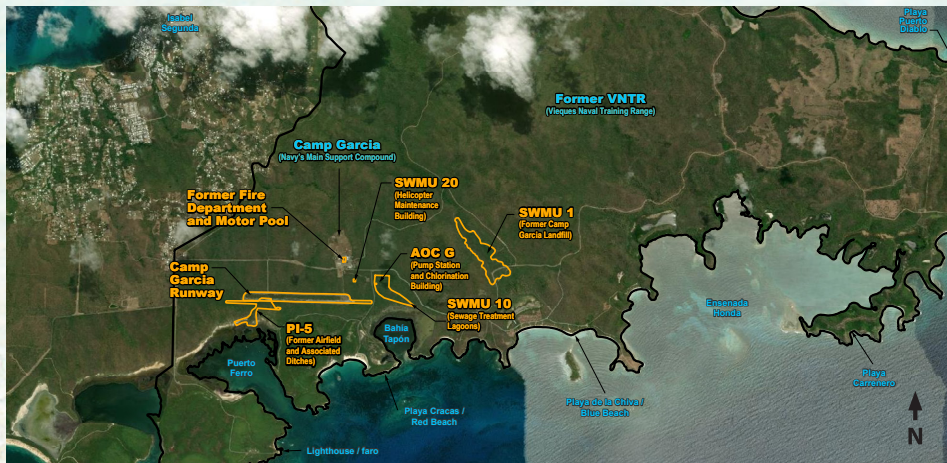 Isabel
Segunda
Playa
Puerto
Diablo
Former VNTR
(Vieques Naval Training Range)
Camp Garcia
(Navy's Main Support Compound)
SWMU 20
(Helicopter
Maintenance
Building)
Former Fire
Department
and Motor Pool
SWMU 1
(Former Camp
Garcia Landfill)
AOC G
(Pump Station
and Chlorination
Building)
Camp
Garcia
Runway
SWMU 10
(Sewage Treatment
Lagoons)
Ensenada
Honda
PI-5
(Former Airfield
and Associated
Ditches)
Bahía
Tapón
Puerto
Ferro
Playa
Carrenero
Playa de la Chiva /
Blue Beach
Playa Cracas /
Red Beach
N
Lighthouse / faro